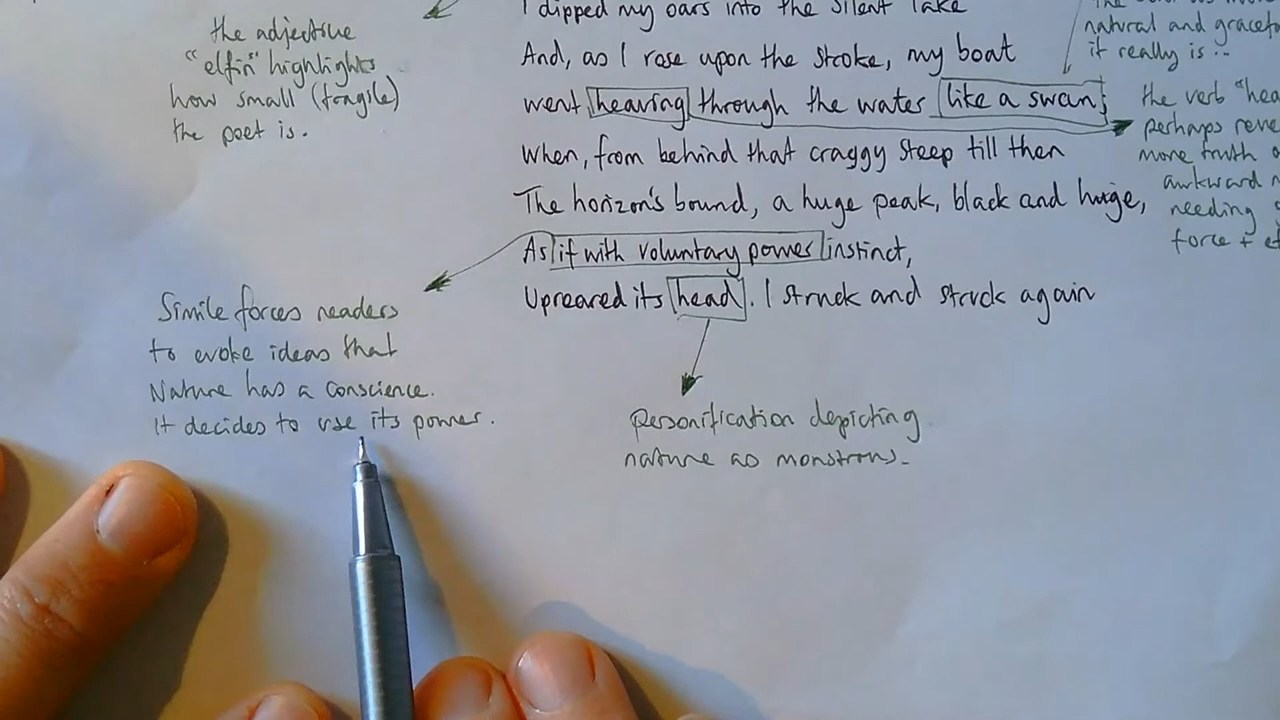 the adjective
"elfin" highlights
how small (fragile)
the poet is.
I dipped my oars into the silent lake
And, as I rose upon the stroke, my boat
went heaving through the water like a swan;
When, from behind that craggy steep till then
The horizon's bound, a huge peak, black and huge,
As if with voluntary power instinct,
Upreared its head. I struck and struck again
natural and
it really is :-
the verb "hea
perhaps reve
more truth
awkward
needing
force +
Simile forces readers
to evoke ideas that
Nature has a conscience.
It decides to use its power.
Personification depicting
nature as monstrous.